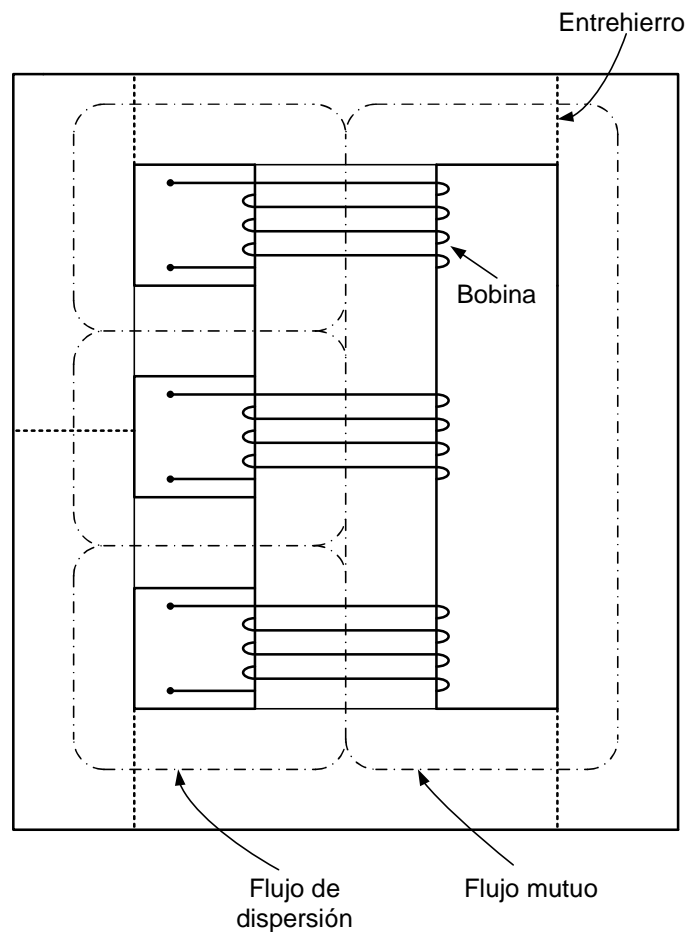 Entrehierro
Bobina
Flujo de
dispersión
Flujo mutuo